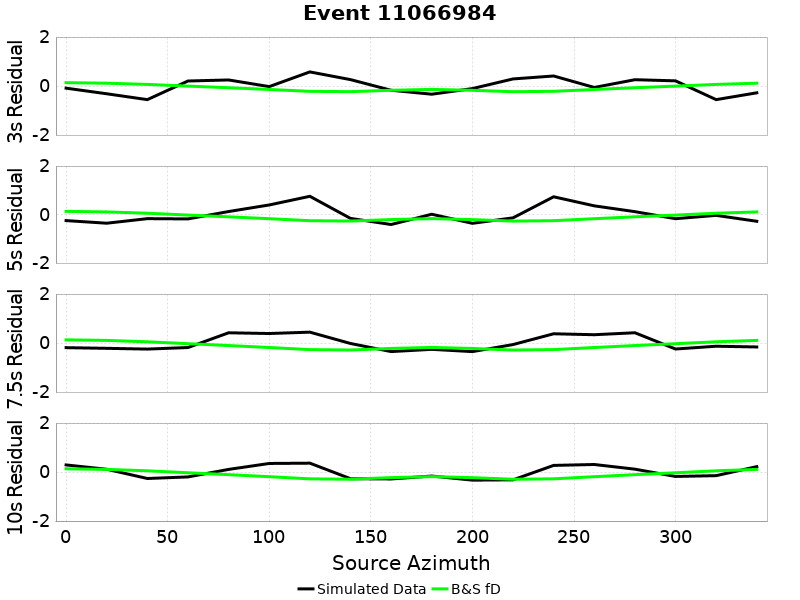 Event 11066984
3s Residual
2
0
-2
5s Residual
2
0
-2
7.5s Residual
2
0
-2
10s Residual
2
0
-2
0 50 100 150 200 250 300
Source Azimuth
Simulated Data B&S fD